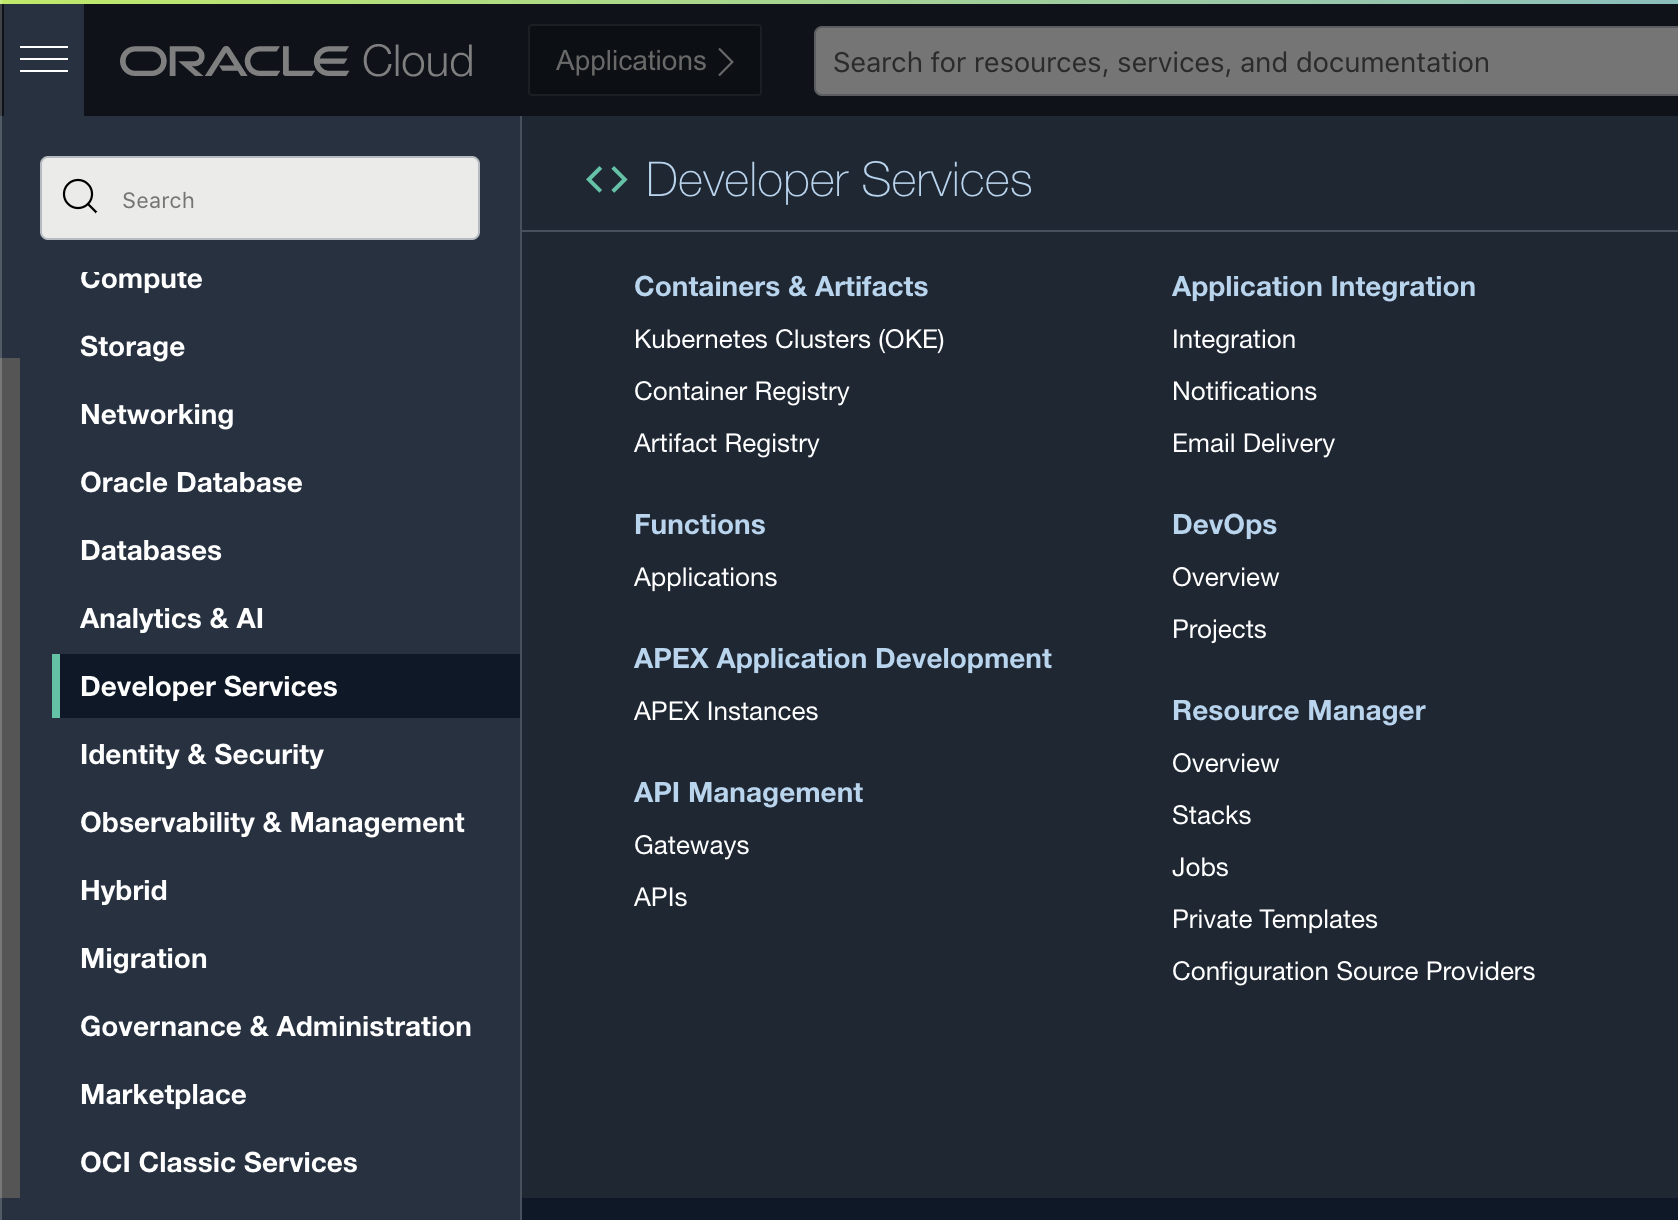 ORACLE Cloud
Applications
Search for resources, services, and documentation
Search
Compute
Storage
Networking
Oracle Database
Databases
Analytics & AI
Developer Services
Identity & Security
Observability & Management
Hybrid
Migration
Governance & Administration
Marketplace
OCI Classic Services
Developer Services
Containers & Artifacts
Kubernetes Clusters (OKE)
Container Registry
Artifact Registry
Functions
Applications
APEX Application Development
APEX Instances
API Management
Gateways
APIs
Application Integration
Integration
Notifications
Email Delivery
DevOps
Overview
Projects
Resource Manager
Overview
Stacks
Jobs
Private Templates
Configuration Source Providers